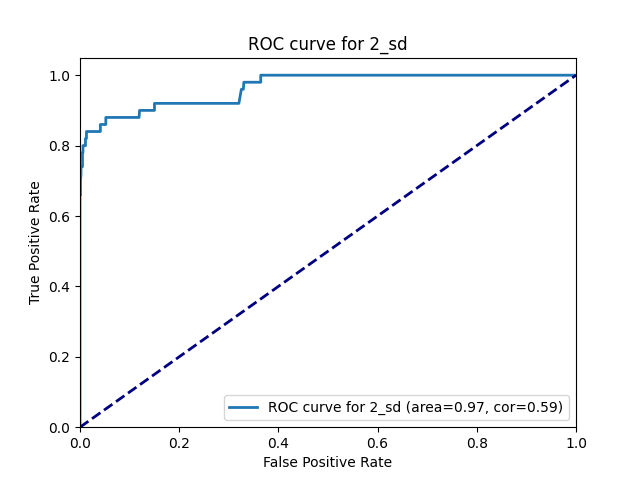 ROC curve for 2_sd
1.0
0.8
0.6
0.4
0.2
0.0
True Positive Rate
ROC curve for 2_sd (area=0.97, cor=0.59)
0.0 0.2 0.4 0.6 0.8 1.0
False Positive Rate